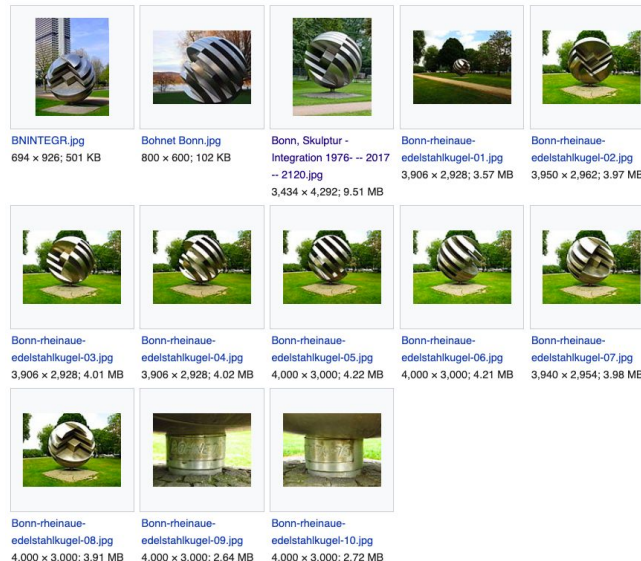 BNINTEGR.jpg
694 × 926; 501 KB
Bohnet Bonn.jpg
800 × 600; 102 KB
Bonn, Skulptur -
Integration 1976- -- 2017
-- 2120.jpg
3,434 × 4,292; 9.51 MB
Bonn-rheinaue-
edelstahlkugel-01.jpg
3,906 × 2,928; 3.57 MB
Bonn-rheinaue-
edelstahlkugel-02.jpg
3,950 × 2,962; 3.97 MB
Bonn-rheinaue-
edelstahlkugel-03.jpg
3,906 × 2,928; 4.01 MB
Bonn-rheinaue-
edelstahlkugel-04.jpg
3,906 × 2,928; 4.02 MB
Bonn-rheinaue-
edelstahlkugel-05.jpg
4,000 × 3,000; 4.22 MB
Bonn-rheinaue-
edelstahlkugel-06.jpg
4,000 × 3,000; 4.21 MB
Bonn-rheinaue-
edelstahlkugel-07.jpg
3,940 × 2,954; 3.98 MB
Bonn-rheinaue-
edelstahlkugel-08.jpg
4,000 × 3,000; 3.91 MB
Bonn-rheinaue-
edelstahlkugel-09.jpg
4,000 × 3,000; 2.64 MB
Bonn-rheinaue-
edelstahlkugel-10.jpg
4,000 × 3,000; 2.72 MB